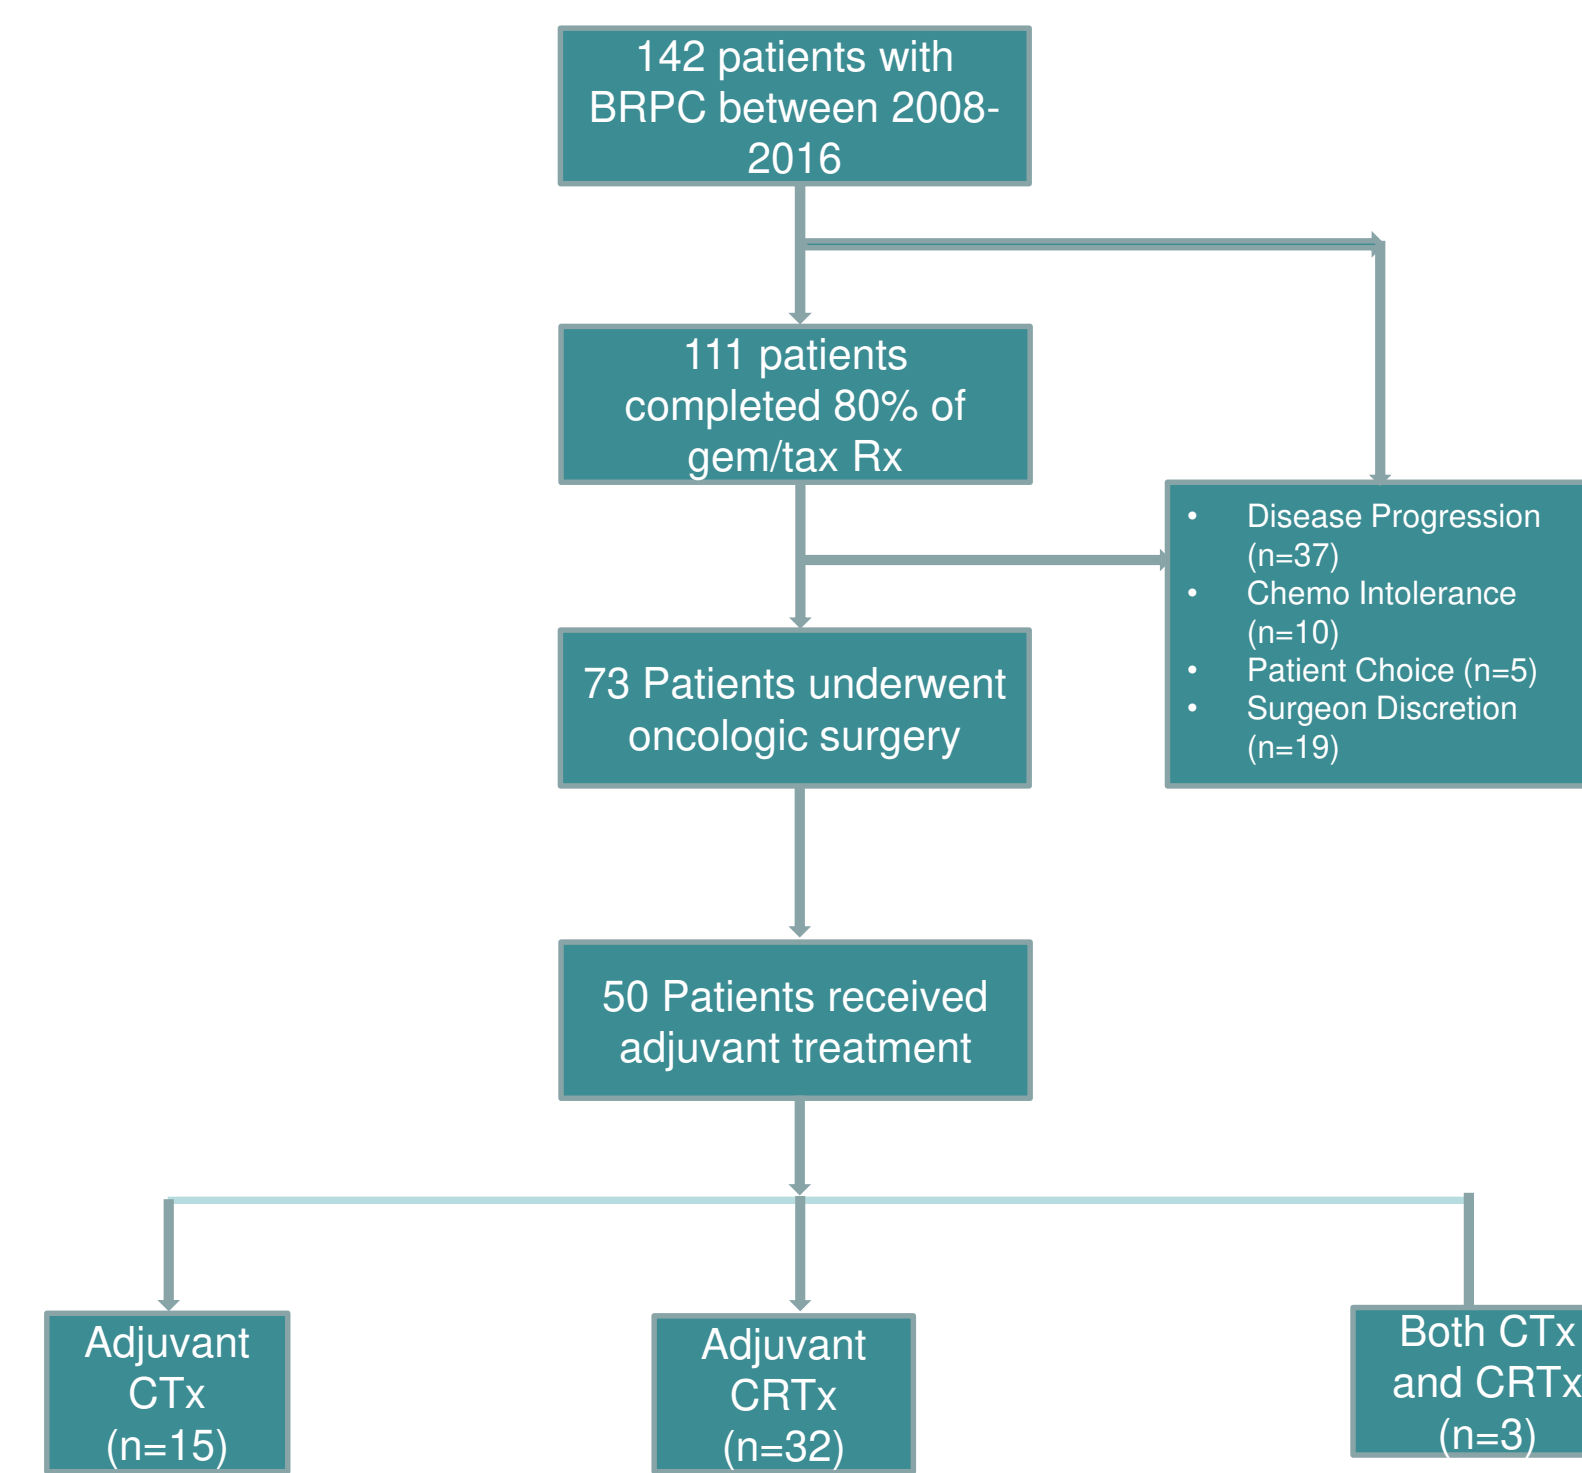 142 patients with
BRPC between 2008-
2016
111 patients
completed 80% of
gem/tax Rx
• Disease Progression
(n=37)
• Chemo Intolerance
(n=10)
• Patient Choice (n=5)
• Surgeon Discretion
(n=19)
73 Patients underwent
oncologic surgery
50 Patients received
adjuvant treatment
Adjuvant
CTx
(n=15)
Adjuvant
CRTx
(n=32)
Both CTx
and CRTx
(n=3)